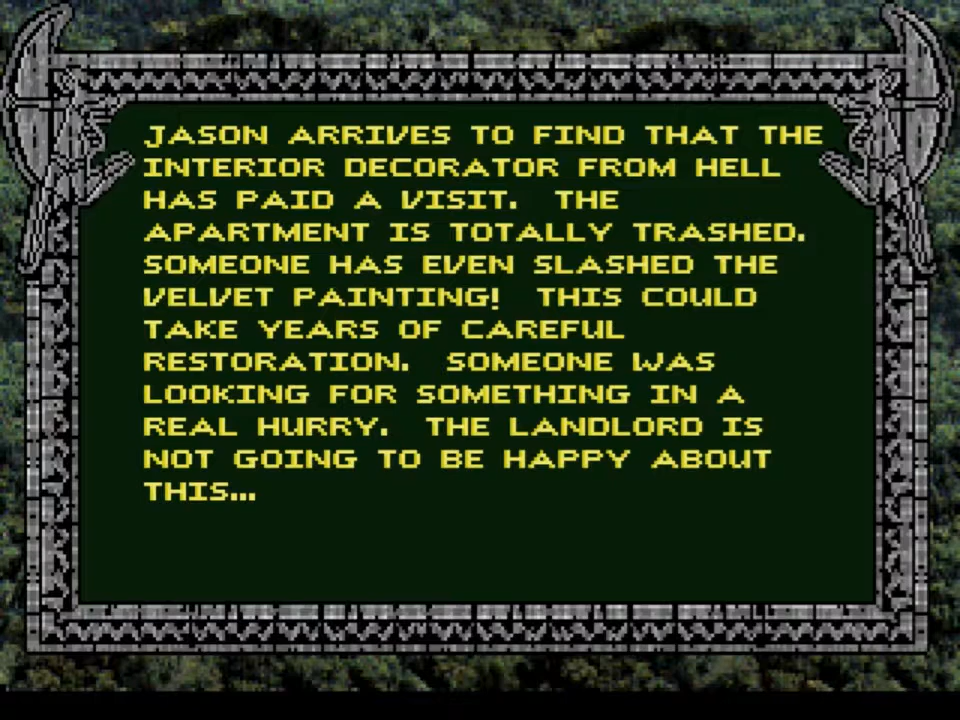 JASON ARRIVES TO FIND THAT THE
INTERIOR DECORATOR FROM HELL
HAS PAID A VISIT.  THE
APARTMENT IS TOTALLY TRASHED.
SOMEONE HAS EVEN SLASHED THE
VELVET PAINTING!  THIS COULD
TAKE YEARS OF CAREFUL
RESTORATION.  SOMEONE WAS
LOOKING FOR SOMETHING IN A
REAL HURRY.  THE LANDLORD IS
NOT GOING TO BE HAPPY ABOUT
THIS...